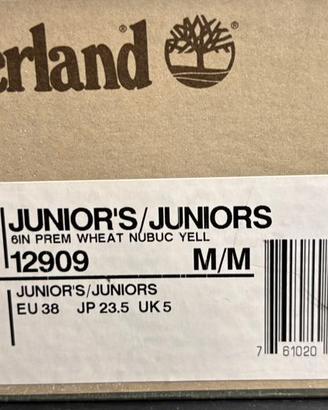 erland
JUNIOR'S/JUNIORS
6IN PREM WHEAT NUBUC YELL
12909 M/M
JUNIOR'S/JUNIORS
EU 38 JP 23.5 UK 5
7 61020